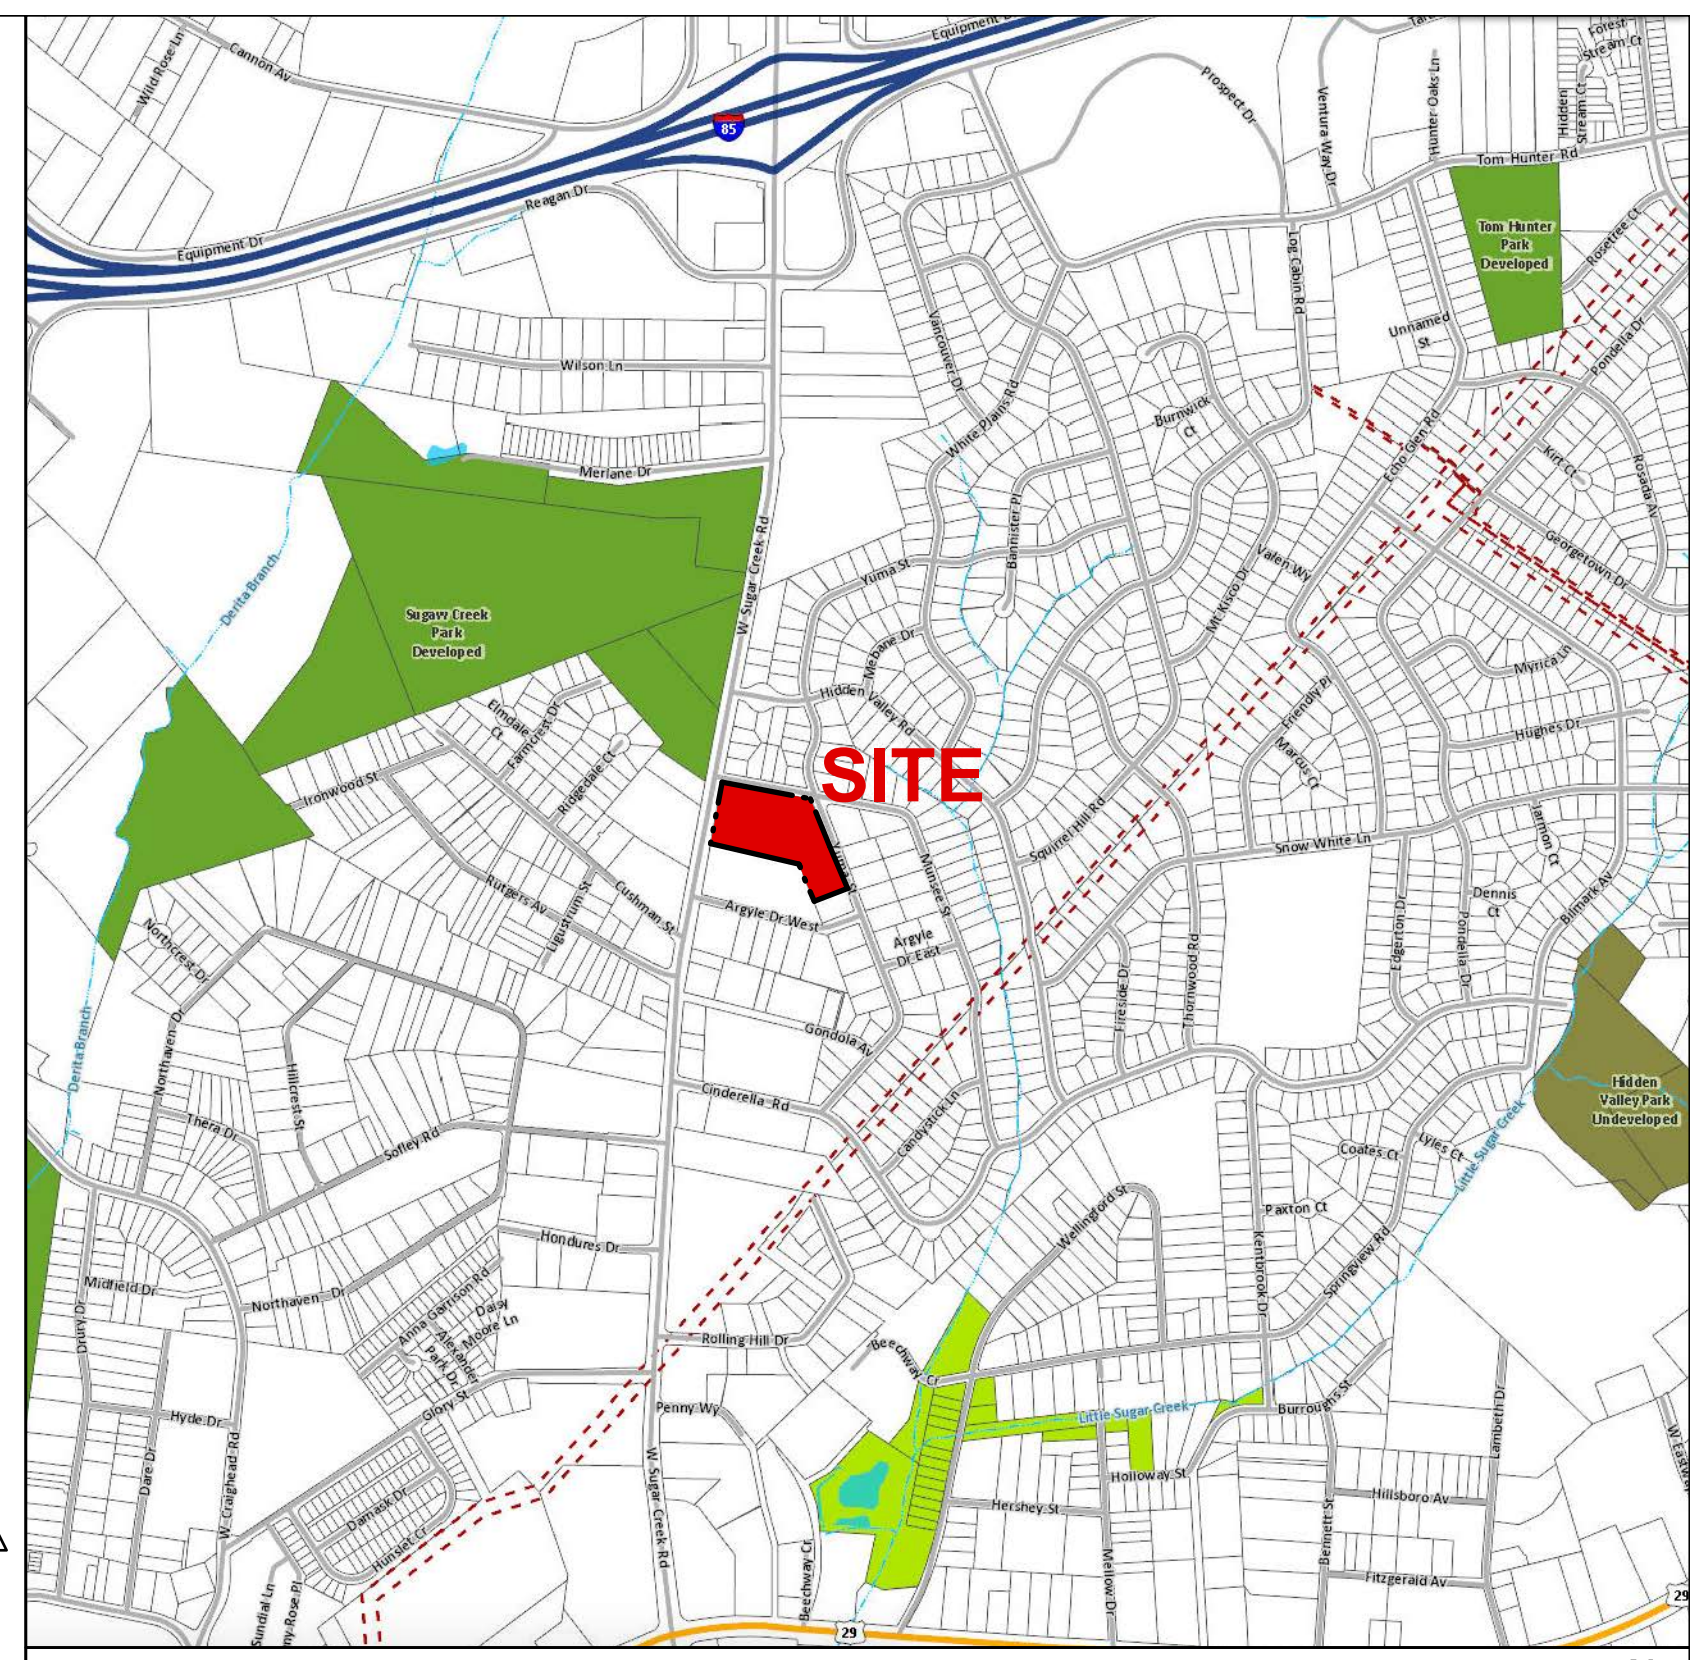 Equipment D
Forest
Stream Ct
Cannon Av
Wild Rose Ln
85
Prospect Dr
Ventura Way Dr
Hunter Oaks Ln
Hidden
Stream Ct
Tom Hunter Rd
Reagan Dr
Equipment Dr
Tom Hunter
Park
Developed
Rosetree Ct
Log Cabin Rd
Unnamed
St
Pondella Dr
Vancouver Dr
Wilson Ln
White Plains Rd
Burnwick
Ct
Echo Glen Rd
Kirt Ct
Rosada Av
Merlane Dr
W Sugar Creek Rd
Bannister Pl
Yuma St
Valen Wy
Georgetown Dr
Mt Kisco Dr
Derita Branch
Sugaw Creek
Park
Developed
Mebane Dr
Myrica Ln
Hidden Valley Rd
Friendly Pl
Elmdale
Ct
Farmcrest Dr
Hughes Dr
Marcus Ct
Ridgedale Ct
SITE
Ironwood St
Squirrel Hill Rd
Jarmon Ct
Snow White Ln
Yuma St
Munsee St
Rutgers Av
Ligustrum St
Cushman St
Dennis
Ct
Bilmark Av
Argyle Dr West
Edgerton Dr
Pondella Dr
Northcrest Dr
Argyle
Dr East
Fireside Dr
Thornwood Rd
Derita Branch
Northaven Dr
Gondola Av
Hillcrest St
Cinderella Rd
Candystick Ln
Hidden
Valley Park
Undeveloped
Thera Dr
Sofley Rd
Coates Ct
Lyles Ct
Little Sugar Creek
Wellingford St
Paxton Ct
Hondures Dr
Kentbrook Dr
Springview Rd
Midfield Dr
Northaven Dr
Anna Garrison Rd
Daisy
Moore Ln
Alexander
Park Dr
Drury Dr
Rolling Hill Dr
Beechway Cr
Glory St
Penny Wy
Hyde Dr
Little Sugar Creek
Burroughs St
Lambeth Dr
W Craighead Rd
Dare Dr
W Sugar Creek Rd
Holloway St
Damask Dr
Hershey St
Hillsboro Av
Hunslet Cr
Beechway Cr
Mellow Dr
Bennett St
Fitzgerald Av
Sundial Ln
ny Rose Pl
29
29